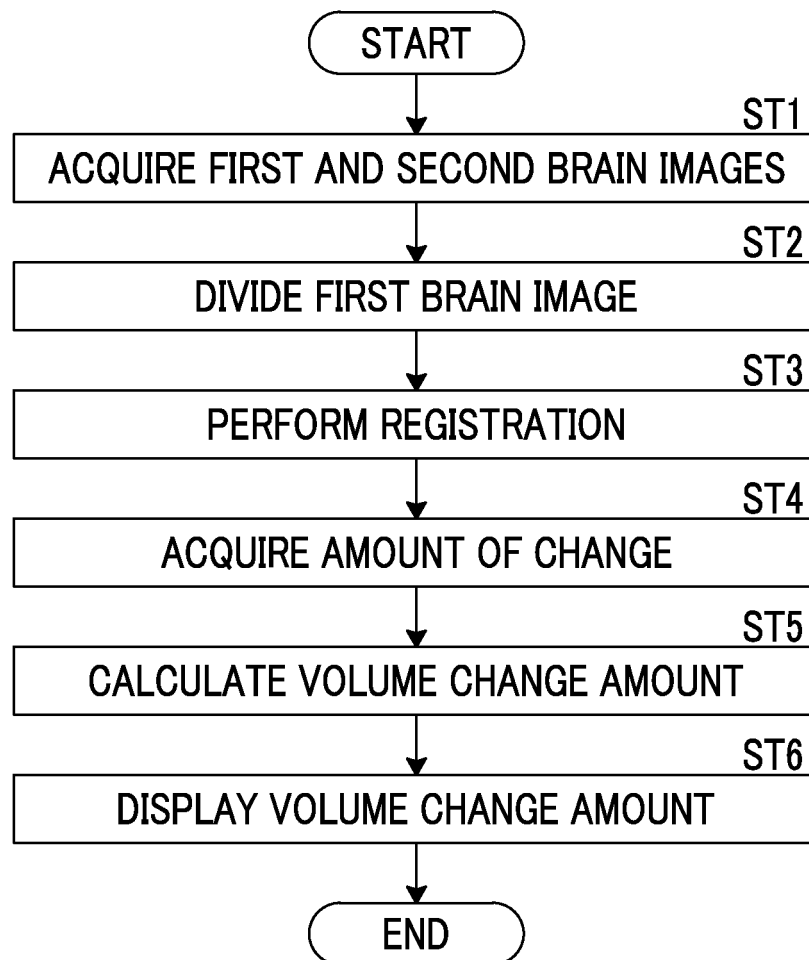 START
ST1
ACQUIRE FIRST AND SECOND BRAIN IMAGES
ST2
DIVIDE FIRST BRAIN IMAGE
ST3
PERFORM REGISTRATION
ST4
ACQUIRE AMOUNT OF CHANGE
ST5
CALCULATE VOLUME CHANGE AMOUNT
ST6
DISPLAY VOLUME CHANGE AMOUNT
END